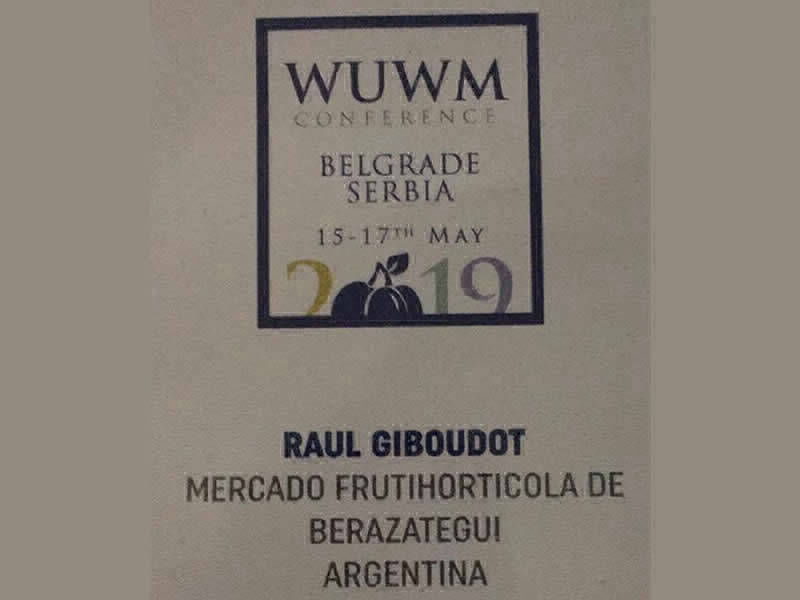 WUWM
CONFERENCE
BELGRADE
SERBIA
15-17TH MAY
2019
RAUL GIBOUDOT
MERCADO FRUTIHORTICOLA DE
BERAZATEGUI
ARGENTINA